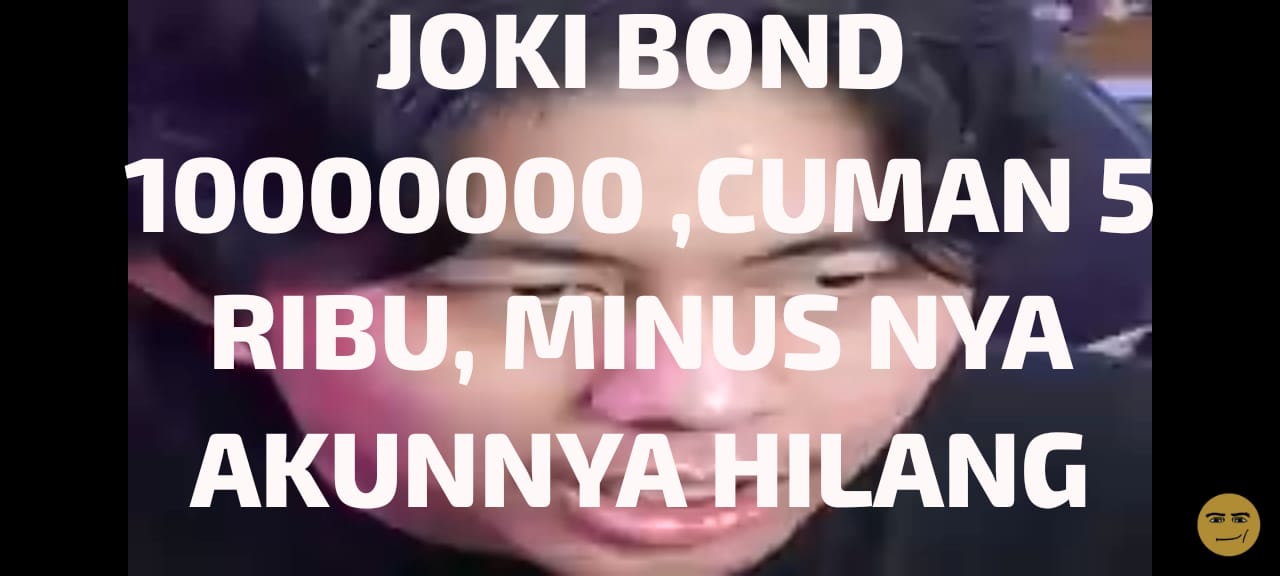 JOKI BOND
10000000 ,CUMAN 5
RIBU, MINUS NYA
AKUNNYA HILANG